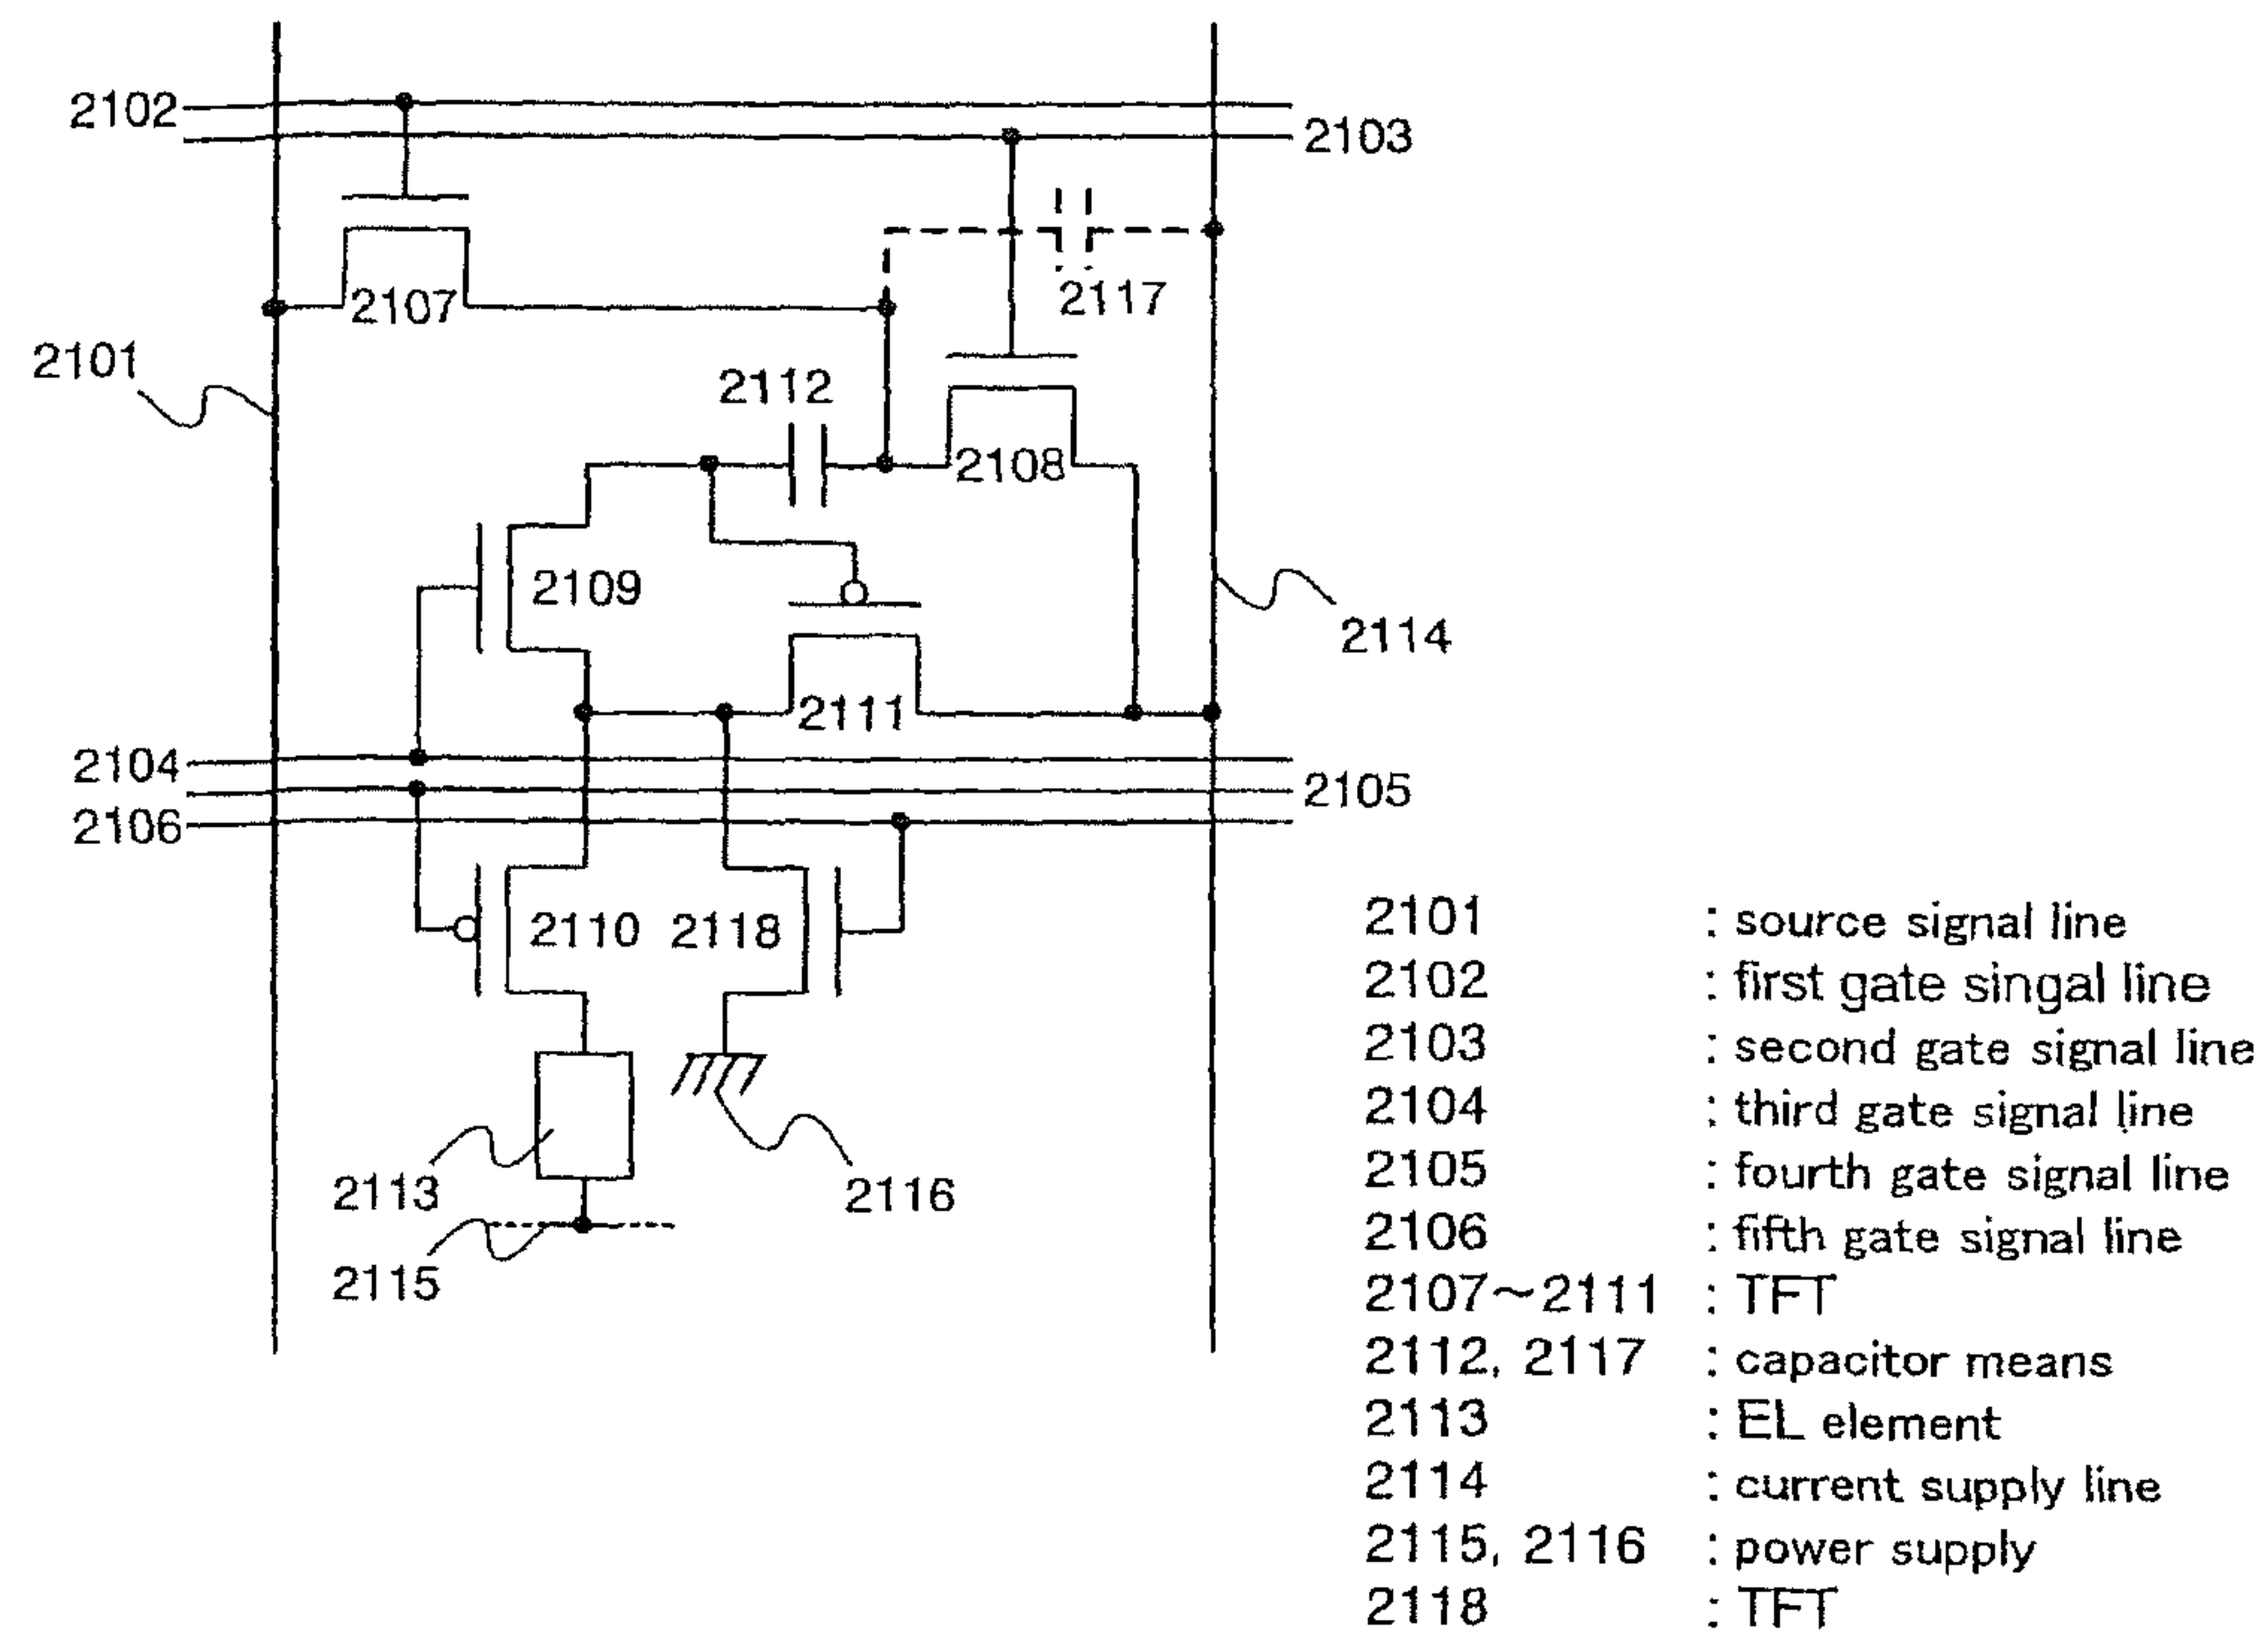 2102
2103
2107
2117
2101
2112
2108
2109
2114
2111
2104
2105
2106
2110 2118
2113
2116
2115
2101 : source signal line
2102 : first gate singal line
2103 : second gate signal line
2104 : third gate signal line
2105 : fourth gate signal line
2106 : fifth gate signal line
2107~2111 : TFT
2112, 2117 : capacitor means
2113 : EL element
2114 : current supply line
2115, 2116 : power supply
2118 : TFT